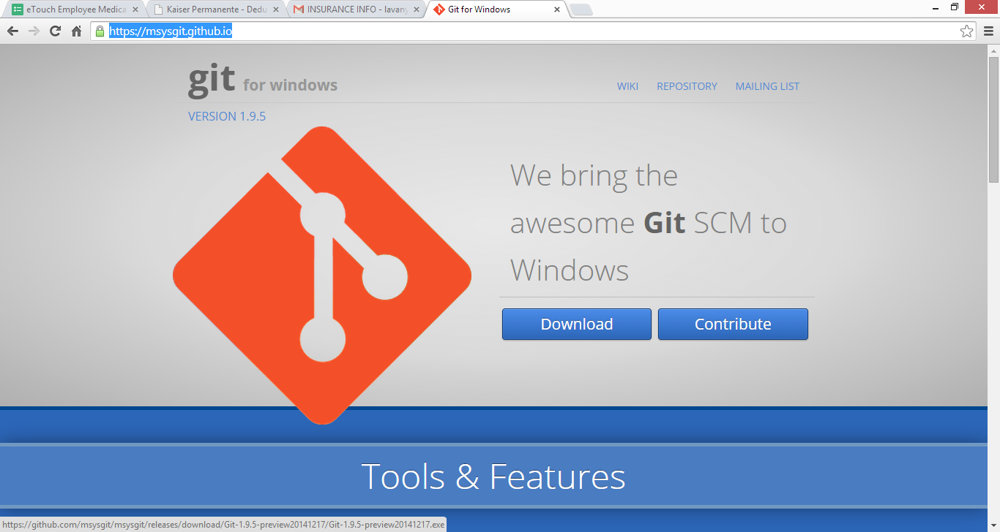 eTouch Employee Medica
Kaiser Permanente - Dedu
INSURANCE INFO - lavany
Git for Windows
https://msysgit.github.io
git for windows
WIKI REPOSITORY MAILING LIST
VERSION 1.9.5
We bring the
awesome Git SCM to
Windows
Download Contribute
Tools & Features
https://github.com/msysgit/msysgit/releases/download/Git-1.9.5-preview20141217/Git-1.9.5-preview20141217.exe